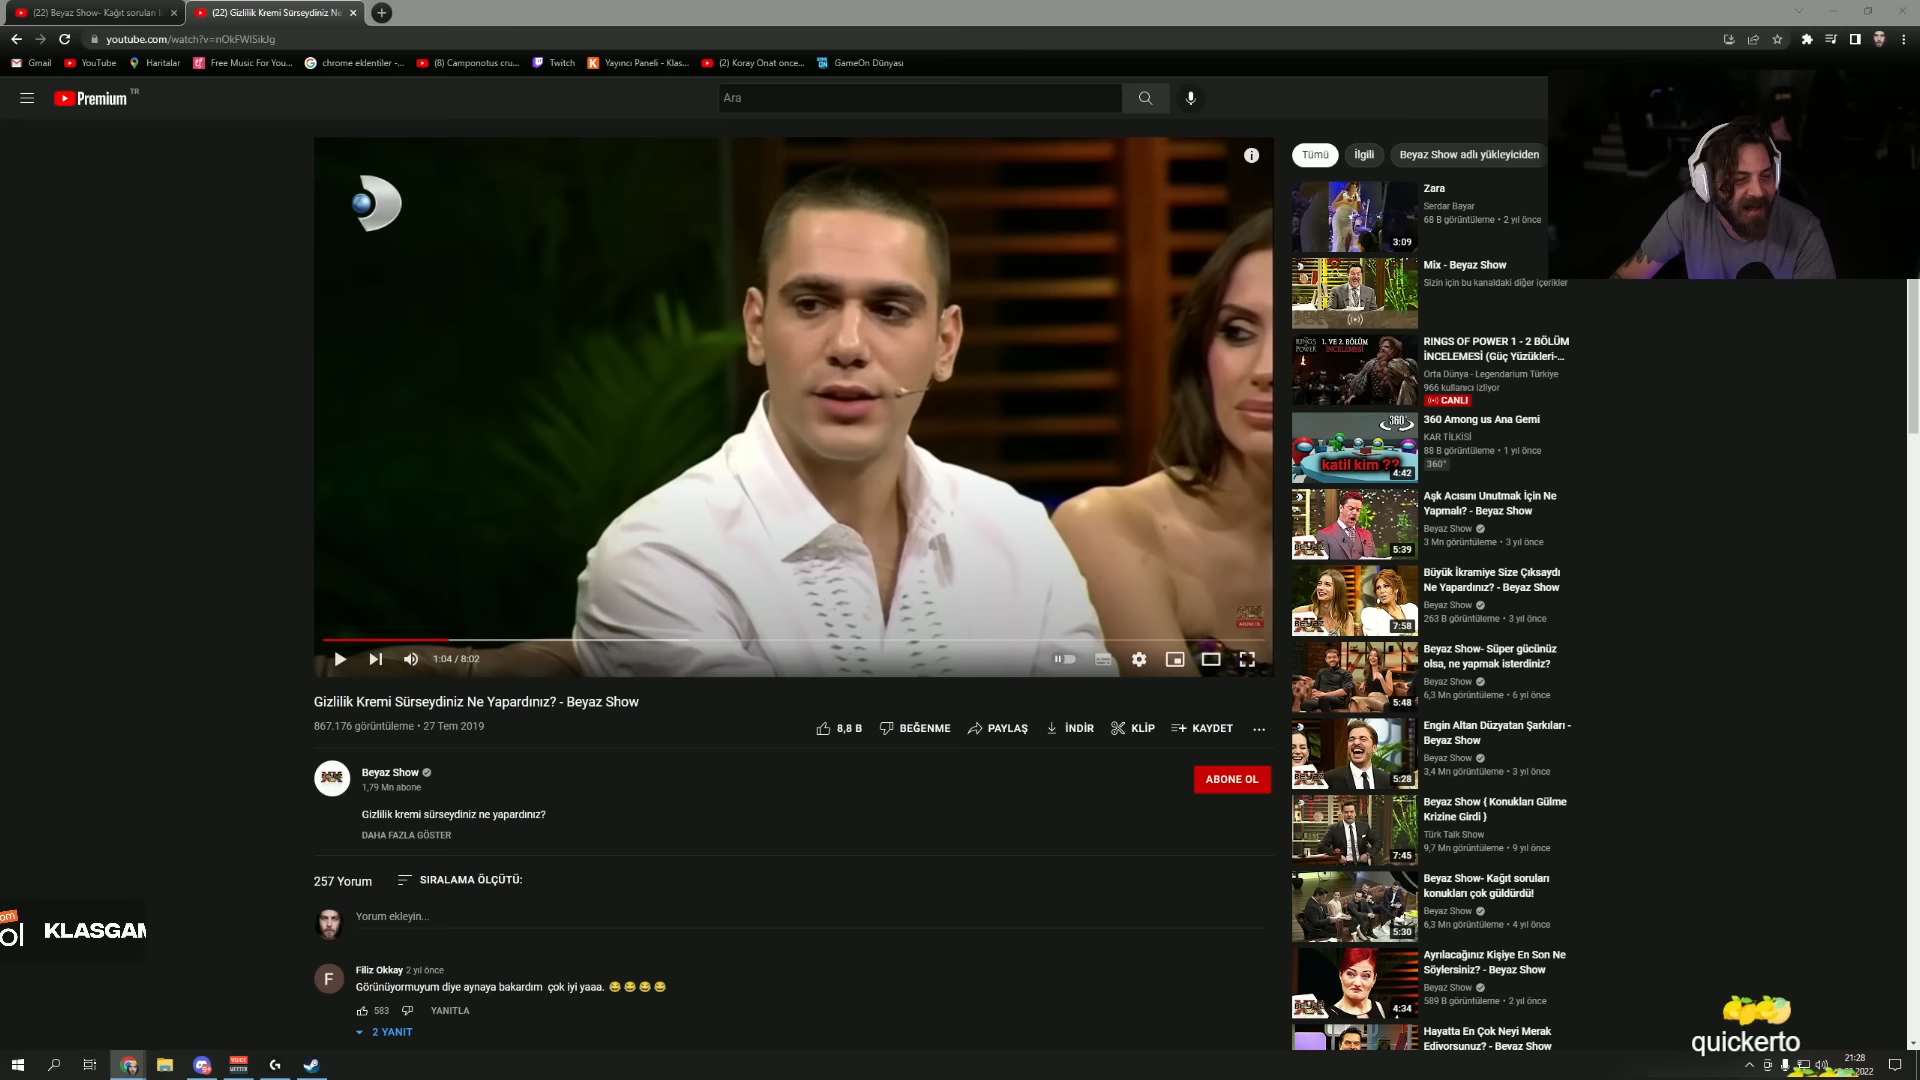 (22) Beyaz Show- Kağıt soruları k
(22) Gizlilik Kremi Sürseydiniz Ne
youtube.com/watch?v=nOkFWISikJg
Gmail
YouTube
Haritalar
Free Music For You...
chrome eklentiler -...
(8) Camponotus cru...
Twitch
Yayıncı Paneli - Klas...
(2) Koray Onat once...
GameOn Dünyası
Premium TR
Ara
Tümü
İlgili
Beyaz Show adlı yükleyiciden
Zara
Serdar Bayar
68 B görüntüleme • 2 yıl önce
3:09
Mix - Beyaz Show
Sizin için bu kanaldaki diğer içerikler
RINGS OF POWER 1 - 2 BÖLÜM
İNCELEMESİ (Güç Yüzükleri-...
Orta Dünya - Legendarium Türkiye
966 kullanıcı izliyor
CANLI
RINGS POWER
1. VE 2. BÖLÜM
İNCELEMESİ
360 Among us Ana Gemi
KAR TİLKİSİ
88 B görüntüleme • 1 yıl önce
360°
360°
katil kim ??
4:42
Aşk Acısını Unutmak İçin Ne
Yapmalı? - Beyaz Show
Beyaz Show
3 Mn görüntüleme • 3 yıl önce
5:39
Büyük İkramiye Size Çıksaydı
Ne Yapardınız? - Beyaz Show
Beyaz Show
263 B görüntüleme • 3 yıl önce
7:58
Beyaz Show- Süper gücünüz
olsa, ne yapmak isterdiniz?
Beyaz Show
6,3 Mn görüntüleme • 6 yıl önce
5:48
Engin Altan Düzyatan Şarkıları -
Beyaz Show
Beyaz Show
3,4 Mn görüntüleme • 3 yıl önce
5:28
Beyaz Show { Konukları Gülme
Krizine Girdi }
Türk Talk Show
9,7 Mn görüntüleme • 9 yıl önce
7:45
Beyaz Show- Kağıt soruları
konukları çok güldürdü!
Beyaz Show
6,3 Mn görüntüleme • 4 yıl önce
5:30
Ayrılacağınız Kişiye En Son Ne
Söylersiniz? - Beyaz Show
Beyaz Show
589 B görüntüleme • 2 yıl önce
4:34
Hayatta En Çok Neyi Merak
Ediyorsunuz? - Beyaz Show
1:04 / 8:02
ABONE OL
Gizlilik Kremi Sürseydiniz Ne Yapardınız? - Beyaz Show
867.176 görüntüleme • 27 Tem 2019
8,8 B
BEĞENME
PAYLAŞ
İNDİR
KLİP
KAYDET
Beyaz Show
1,79 Mn abone
ABONE OL
Gizlilik kremi sürseydiniz ne yapardınız?
DAHA FAZLA GÖSTER
257 Yorum
SIRALAMA ÖLÇÜTÜ:
Yorum ekleyin...
F
Filiz Okkay 2 yıl önce
Görünüyormuyum diye aynaya bakardım çok iyi yaaa. 😂😂😂😂
583
YANITLA
2 YANIT
om
ol
KLASGAM
quickerto
21:28
2022